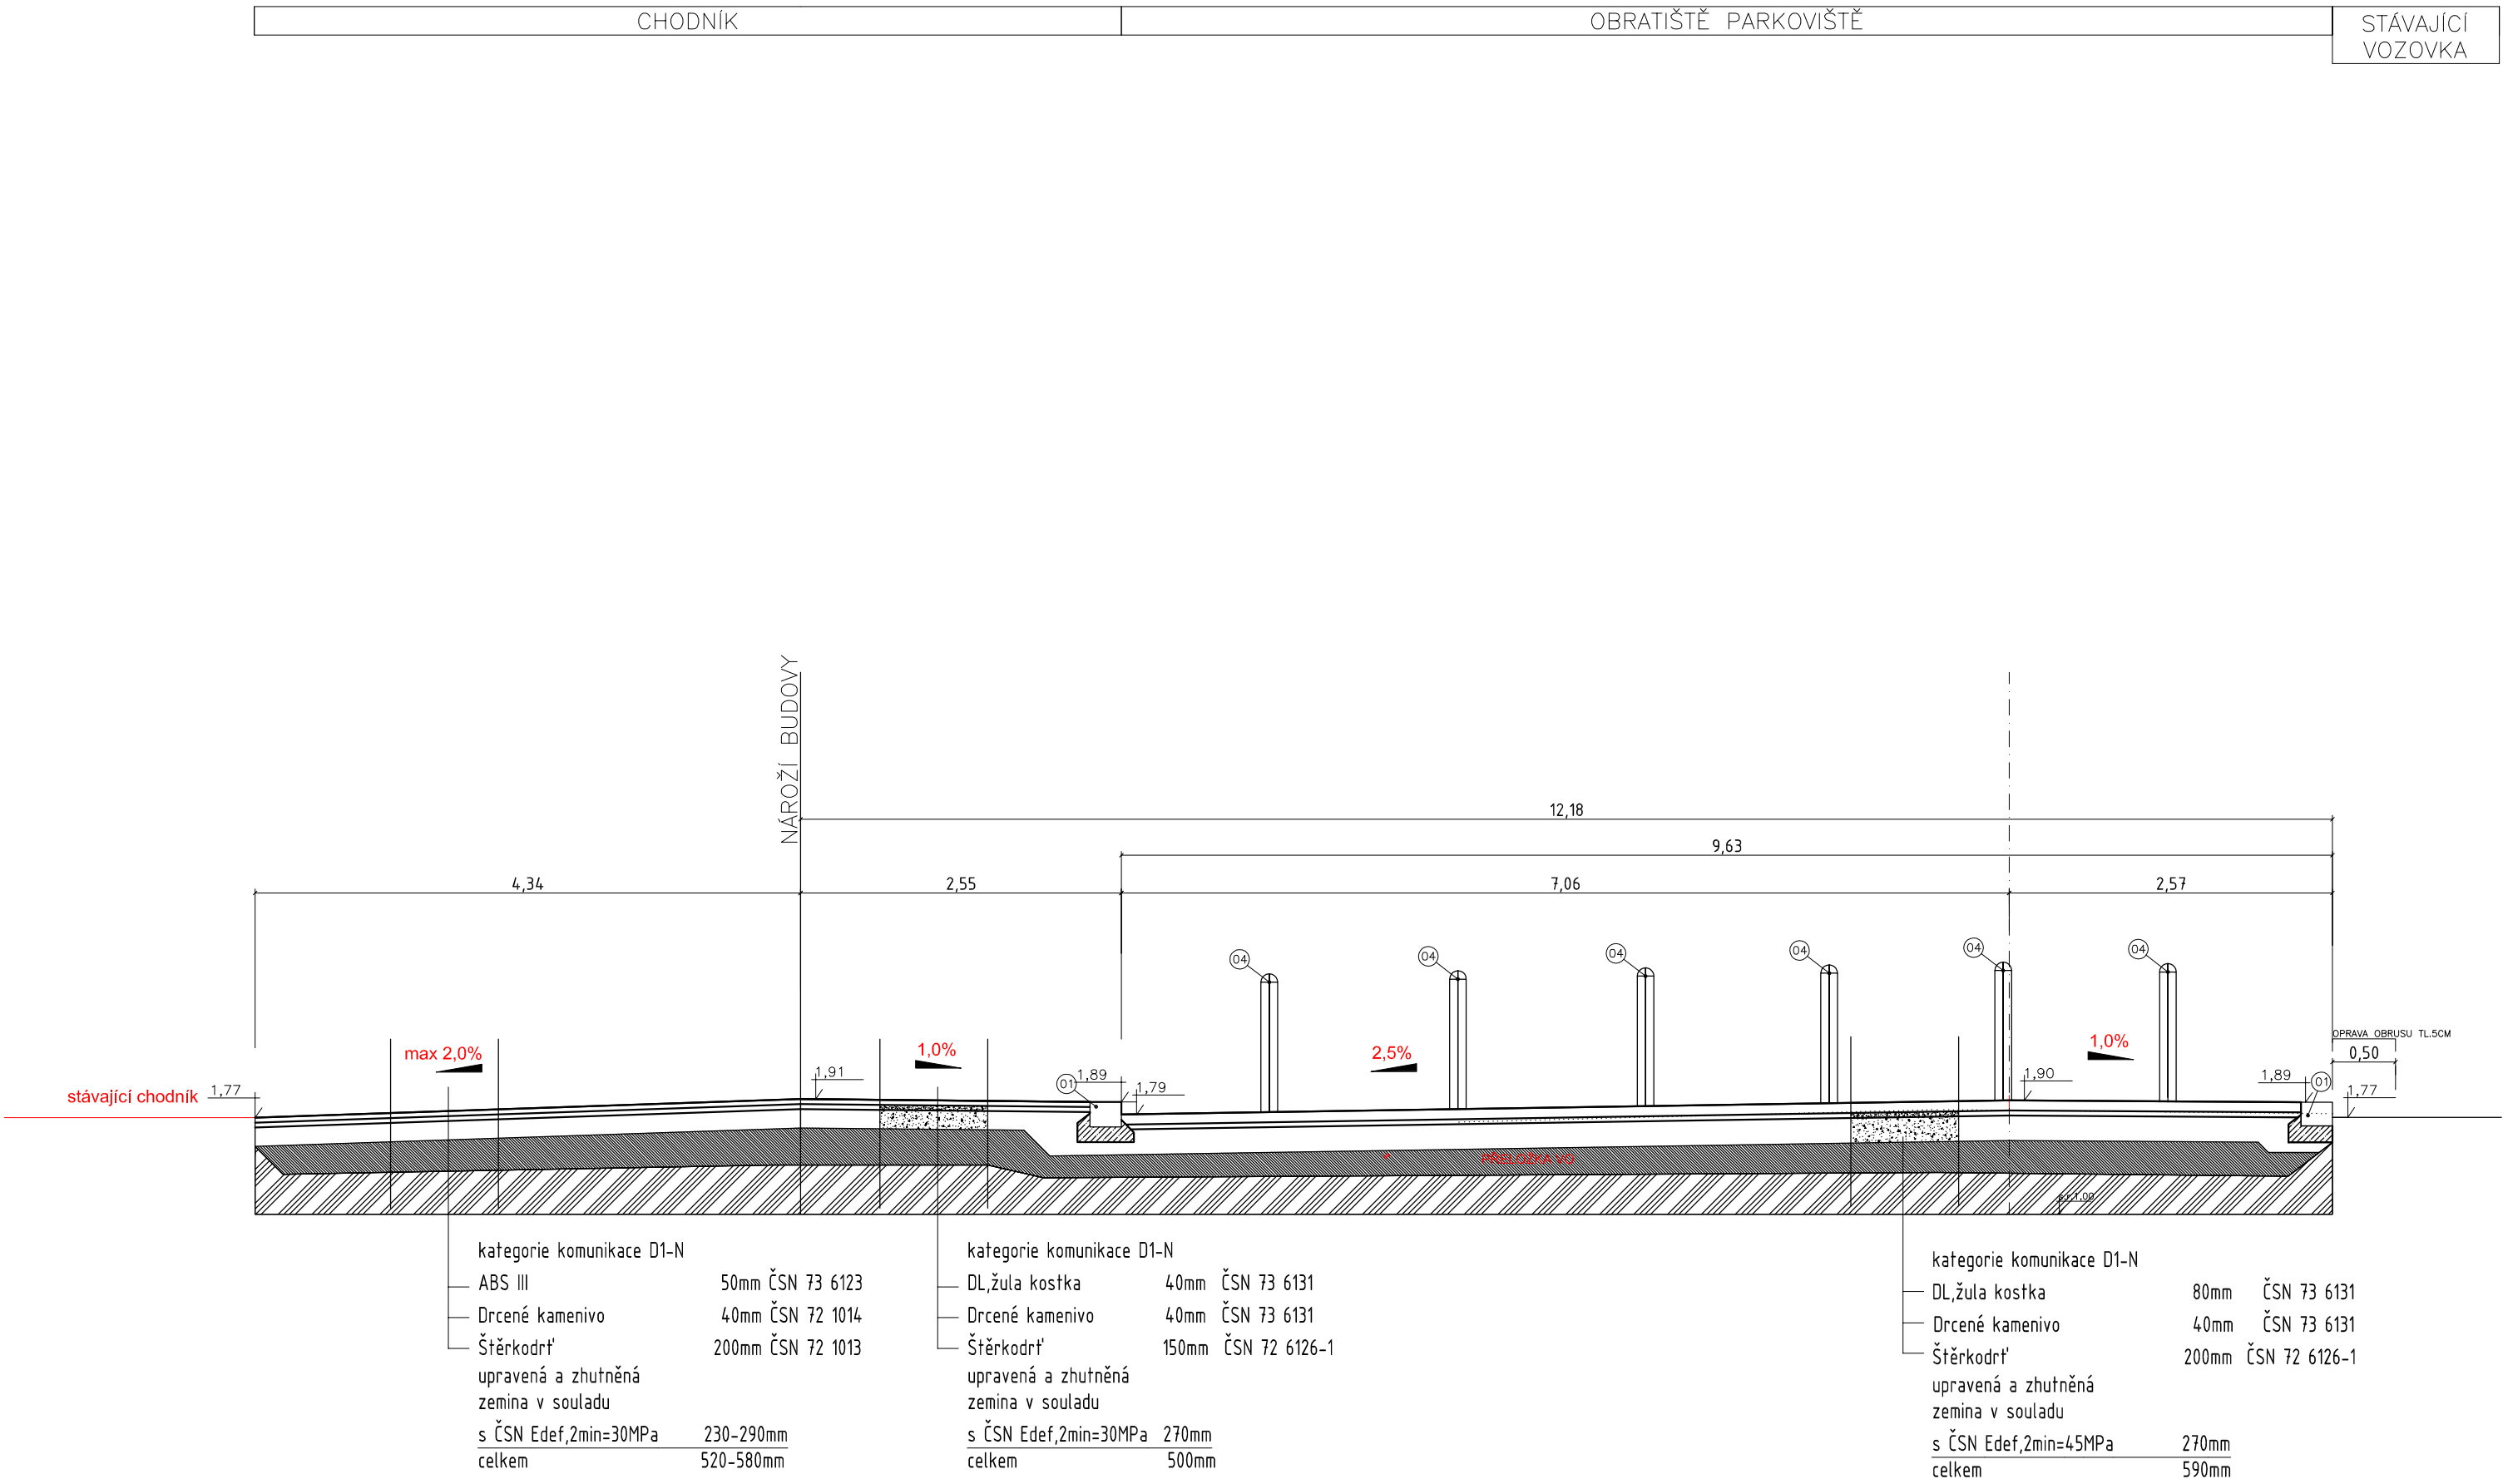 CHODNÍK
OBRATIŠTĚ PARKOVIŠTĚ
STÁVAJÍCÍ
VOZOVKA
NÁROŽÍ BUDOVY
12,18
9,63
4,34
2,55
7,06
2,57
04
04
04
04
04
04
OPRAVA OBRUSU TL.5CM
0,50
max 2,0%
1,0%
2,5%
1,0%
stávající chodník
1,77
1,91
01
1,89
1,79
1,90
1,89
01
1,77
PŘELOŽKA VO
s.r.1,00
kategorie komunikace D1-N
ABS III 50mm ČSN 73 6123
Drcené kamenivo 40mm ČSN 72 1014
Štěrkodrť 200mm ČSN 72 1013
upravená a zhutněná
zemina v souladu
s ČSN Edef,2min=30MPa 230-290mm
celkem 520-580mm
kategorie komunikace D1-N
DL,žula kostka 40mm ČSN 73 6131
Drcené kamenivo 40mm ČSN 73 6131
Štěrkodrť 150mm ČSN 72 6126-1
upravená a zhutněná
zemina v souladu
s ČSN Edef,2min=30MPa 270mm
celkem 500mm
kategorie komunikace D1-N
DL,žula kostka 80mm ČSN 73 6131
Drcené kamenivo 40mm ČSN 73 6131
Štěrkodrť 200mm ČSN 72 6126-1
upravená a zhutněná
zemina v souladu
s ČSN Edef,2min=45MPa 270mm
celkem 590mm